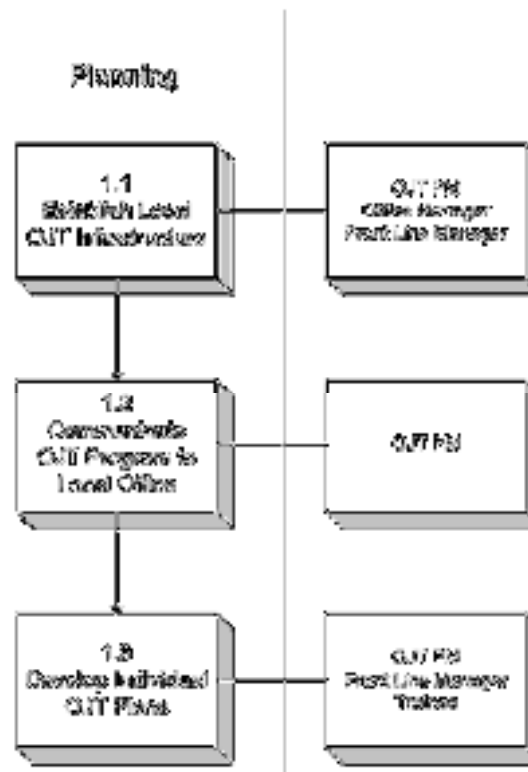 Planning
1.1
Establish Local
OJT Infrastructure
OJT PM
Office Manager
Front Line Manager
1.2
Communicate
OJT Program to
Local Office
OJT PM
1.3
Develop Individual
OJT Plans
OJT PM
Front Line Manager
Trainee